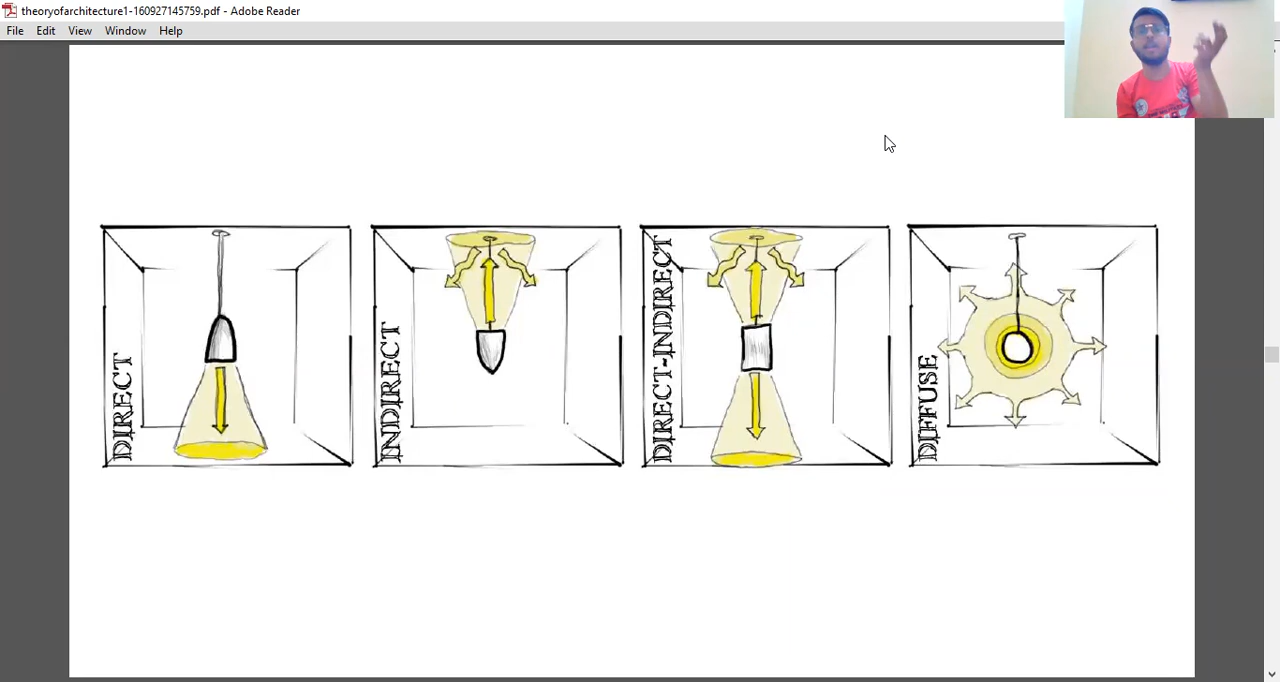 theoryofarchitecture1-160927145759.pdf - Adobe Reader
File Edit View Window Help
DIRECT
INDIRECT
DIRECT-INDIRECT
DIFFUSE